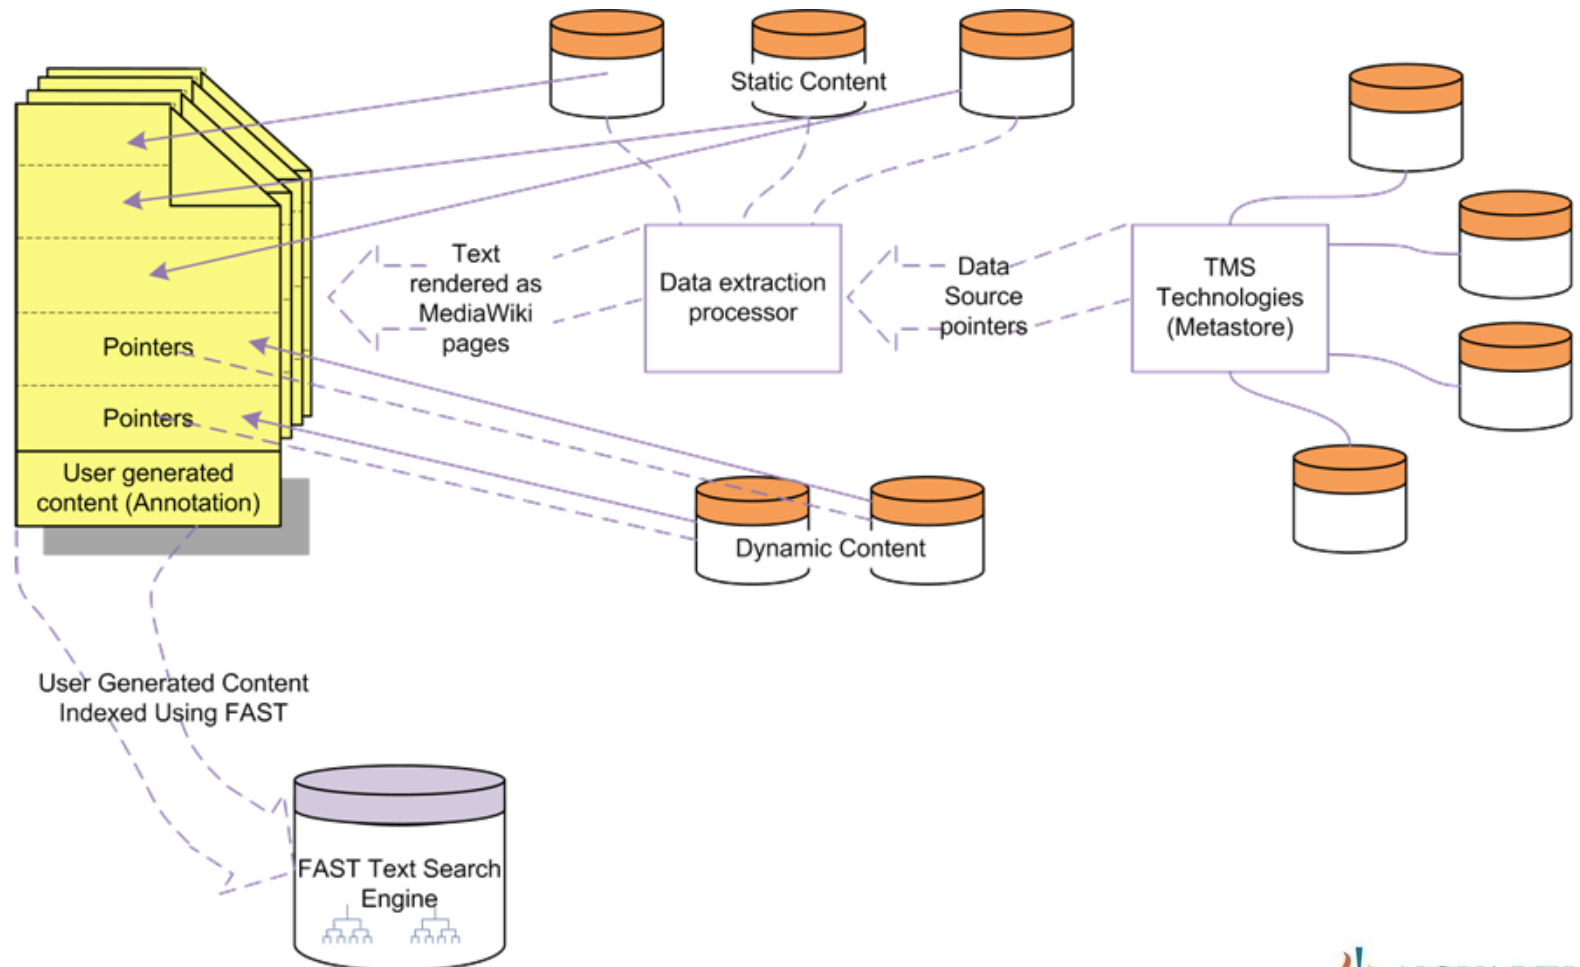 Static Content
Text
rendered as
MediaWiki
pages
Data extraction
processor
Data
Source
pointers
TMS
Technologies
(Metastore)
Pointers
Pointers
User generated
content (Annotation)
Dynamic Content
User Generated Content
Indexed Using FAST
FAST Text Search
Engine